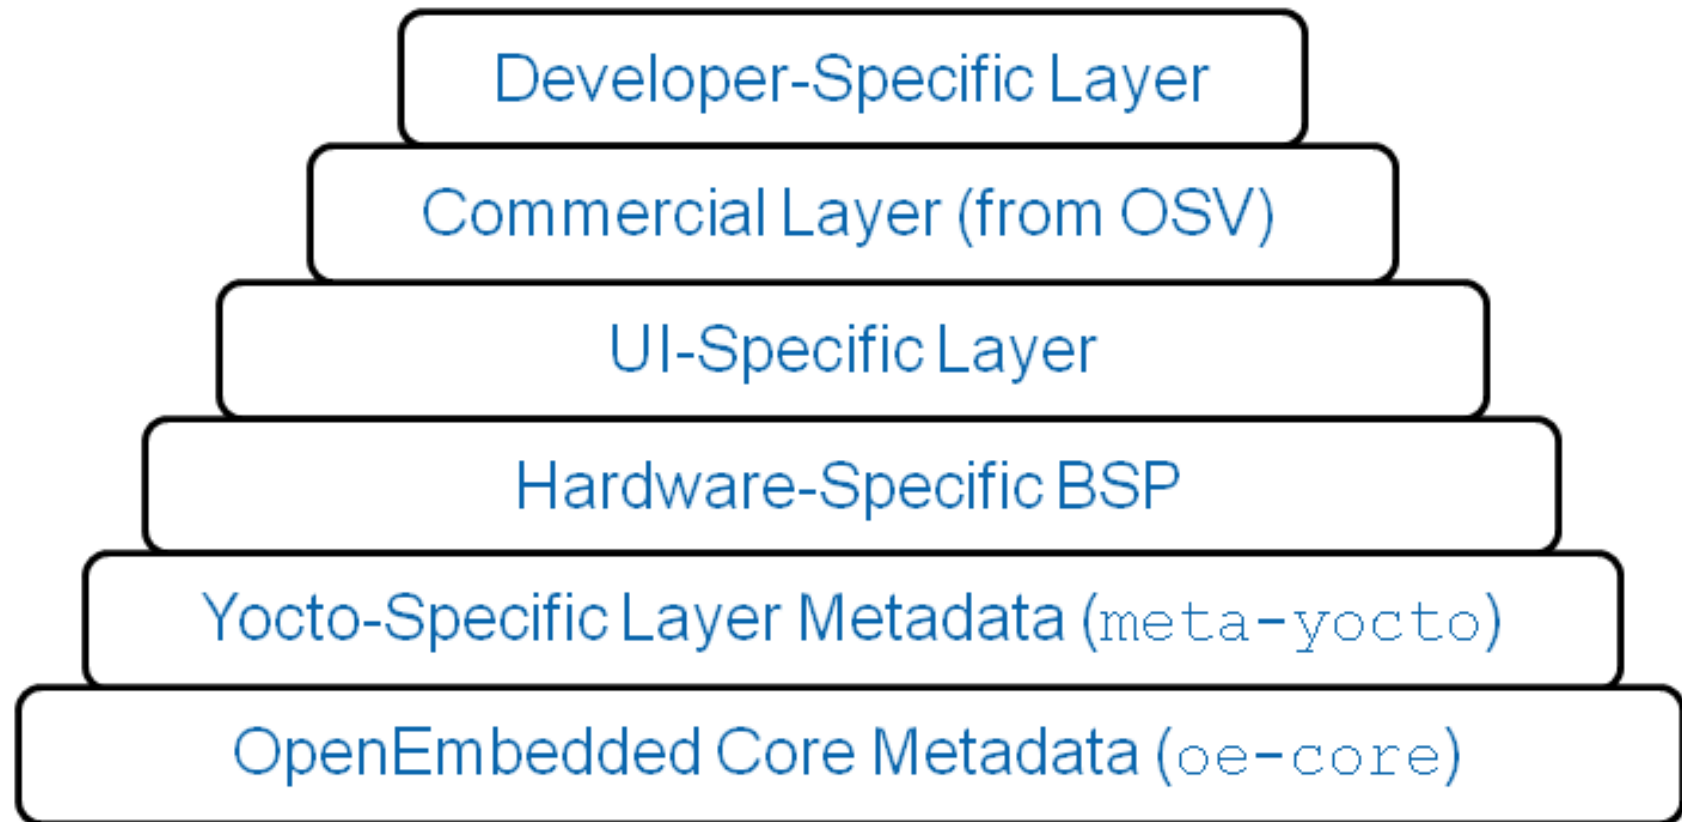 Developer-Specific Layer
Commercial Layer (from OSV)
UI-Specific Layer
Hardware-Specific BSP
Yocto-Specific Layer Metadata (meta-yocto)
OpenEmbedded Core Metadata (oe-core)